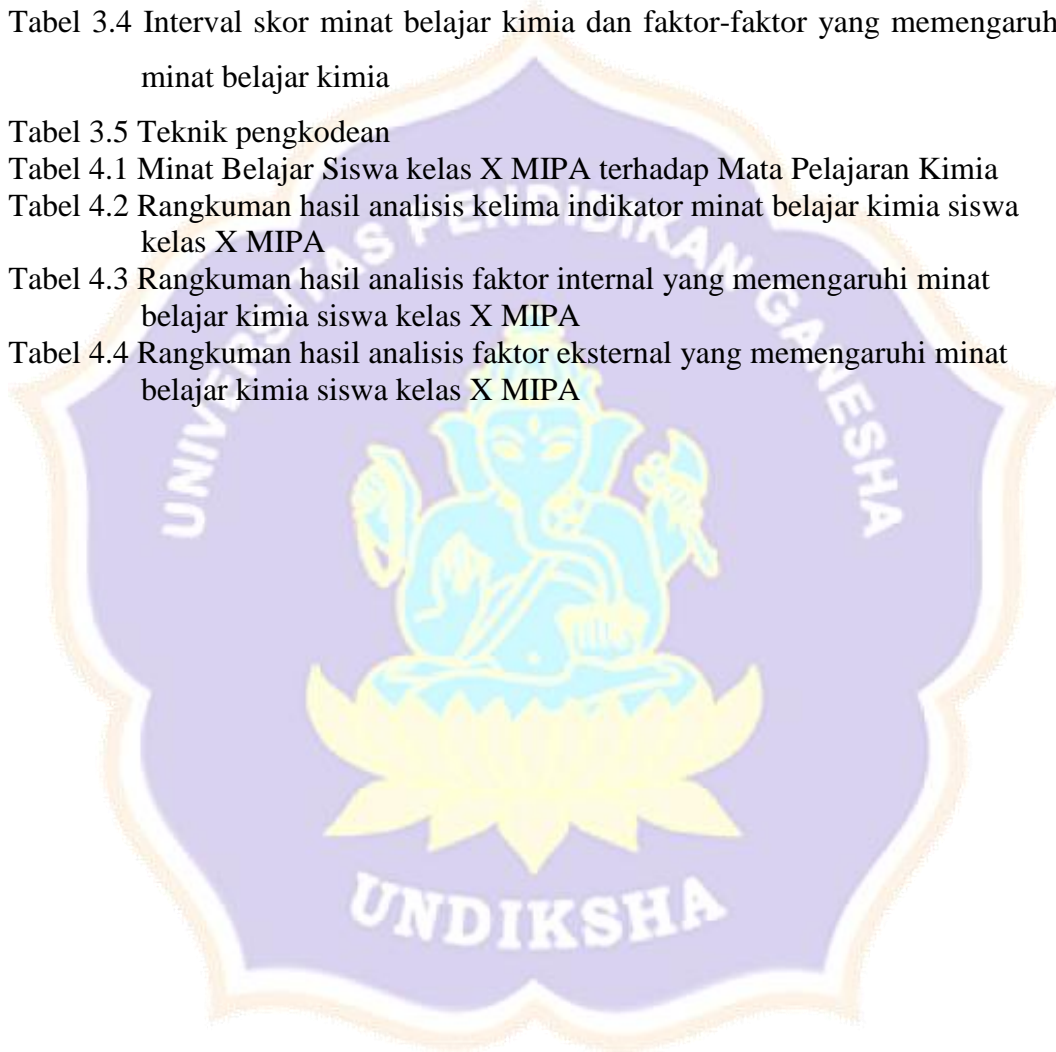 Tabel 3.4 Interval skor minat belajar kimia dan faktor-faktor yang memengaruh
minat belajar kimia
Tabel 3.5 Teknik pengkodean
Tabel 4.1 Minat Belajar Siswa kelas X MIPA terhadap Mata Pelajaran Kimia
Tabel 4.2 Rangkuman hasil analisis kelima indikator minat belajar kimia siswa
kelas X MIPA
Tabel 4.3 Rangkuman hasil analisis faktor internal yang memengaruhi minat
belajar kimia siswa kelas X MIPA
Tabel 4.4 Rangkuman hasil analisis faktor eksternal yang memengaruhi minat
belajar kimia siswa kelas X MIPA
UNIVERSITAS PENDIDIKAN GANESHA
UNDIKSHA